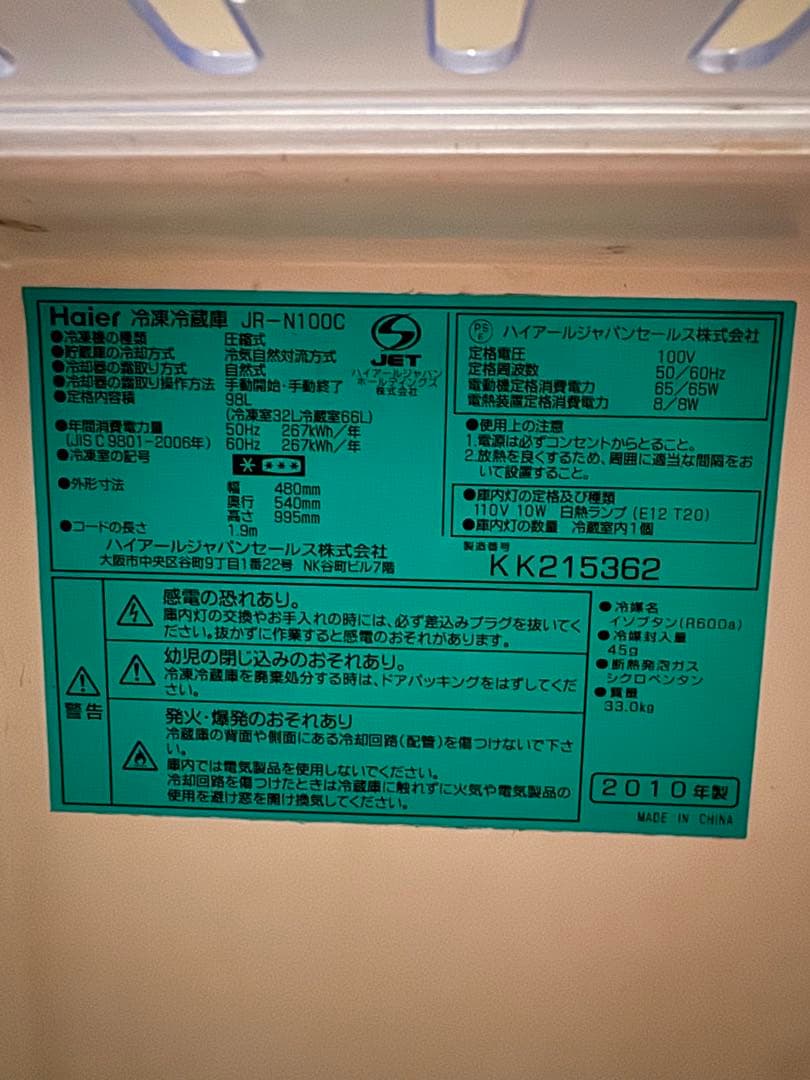 Haier 冷凍冷蔵庫 JR-N100C
●冷凍機の種類 圧縮式
●貯蔵庫の冷却方式 冷気自然対流方式
●冷却器の霜取り方式 自然式
●冷却器の霜取り操作方法 手動開始・手動終了
●定格内容積 98L
(冷凍室32L冷蔵室66L)
●年間消費電力量 50Hz 267kWh/年
(JIS C 9801-2006年) 60Hz 267kWh/年
●冷凍室の記号
●外形寸法 幅 480mm
奥行 540mm
高さ 995mm
●コードの長さ 1.9m
ハイアールジャパンセールス株式会社
大阪市中央区谷町9丁目1番22号 NK谷町ビル7階
JET
ハイアールジャパン
ホールディングス
株式会社
PS
E
ハイアールジャパンセールス株式会社
定格電圧 100V
定格周波数 50/60Hz
電動機定格消費電力 65/65W
電熱装置定格消費電力 8/8W
●使用上の注意
1.電源は必ずコンセントからとること。
2.放熱を良くするため、周囲に適当な間隔をお
いて設置すること。
●庫内灯の定格及び種類
110V 10W 白熱ランプ (E12 T20)
●庫内灯の数量 冷蔵室内1個
製造番号
KK215362
警告
感電の恐れあり。
庫内灯の交換やお手入れの時には、必ず差込みプラグを抜いてく
ださい。抜かずに作業すると感電のおそれがあります。
幼児の閉じ込みのおそれあり。
冷凍冷蔵庫を廃棄処分する時は、ドアパッキングをはずしてくだ
さい。
発火・爆発のおそれあり
冷蔵庫の背面や側面にある冷却回路(配管)を傷つけないで下さ
い。
庫内では電気製品を使用しないでください。
冷却回路を傷つけたときは冷蔵庫に触れずに火気や電気製品の
使用を避け窓を開け換気してください。
●冷媒名
イソブタン(R600a)
●冷媒封入量
45g
●断熱発泡ガス
シクロペンタン
●質量
33.0kg
2010年製
MADE IN CHINA